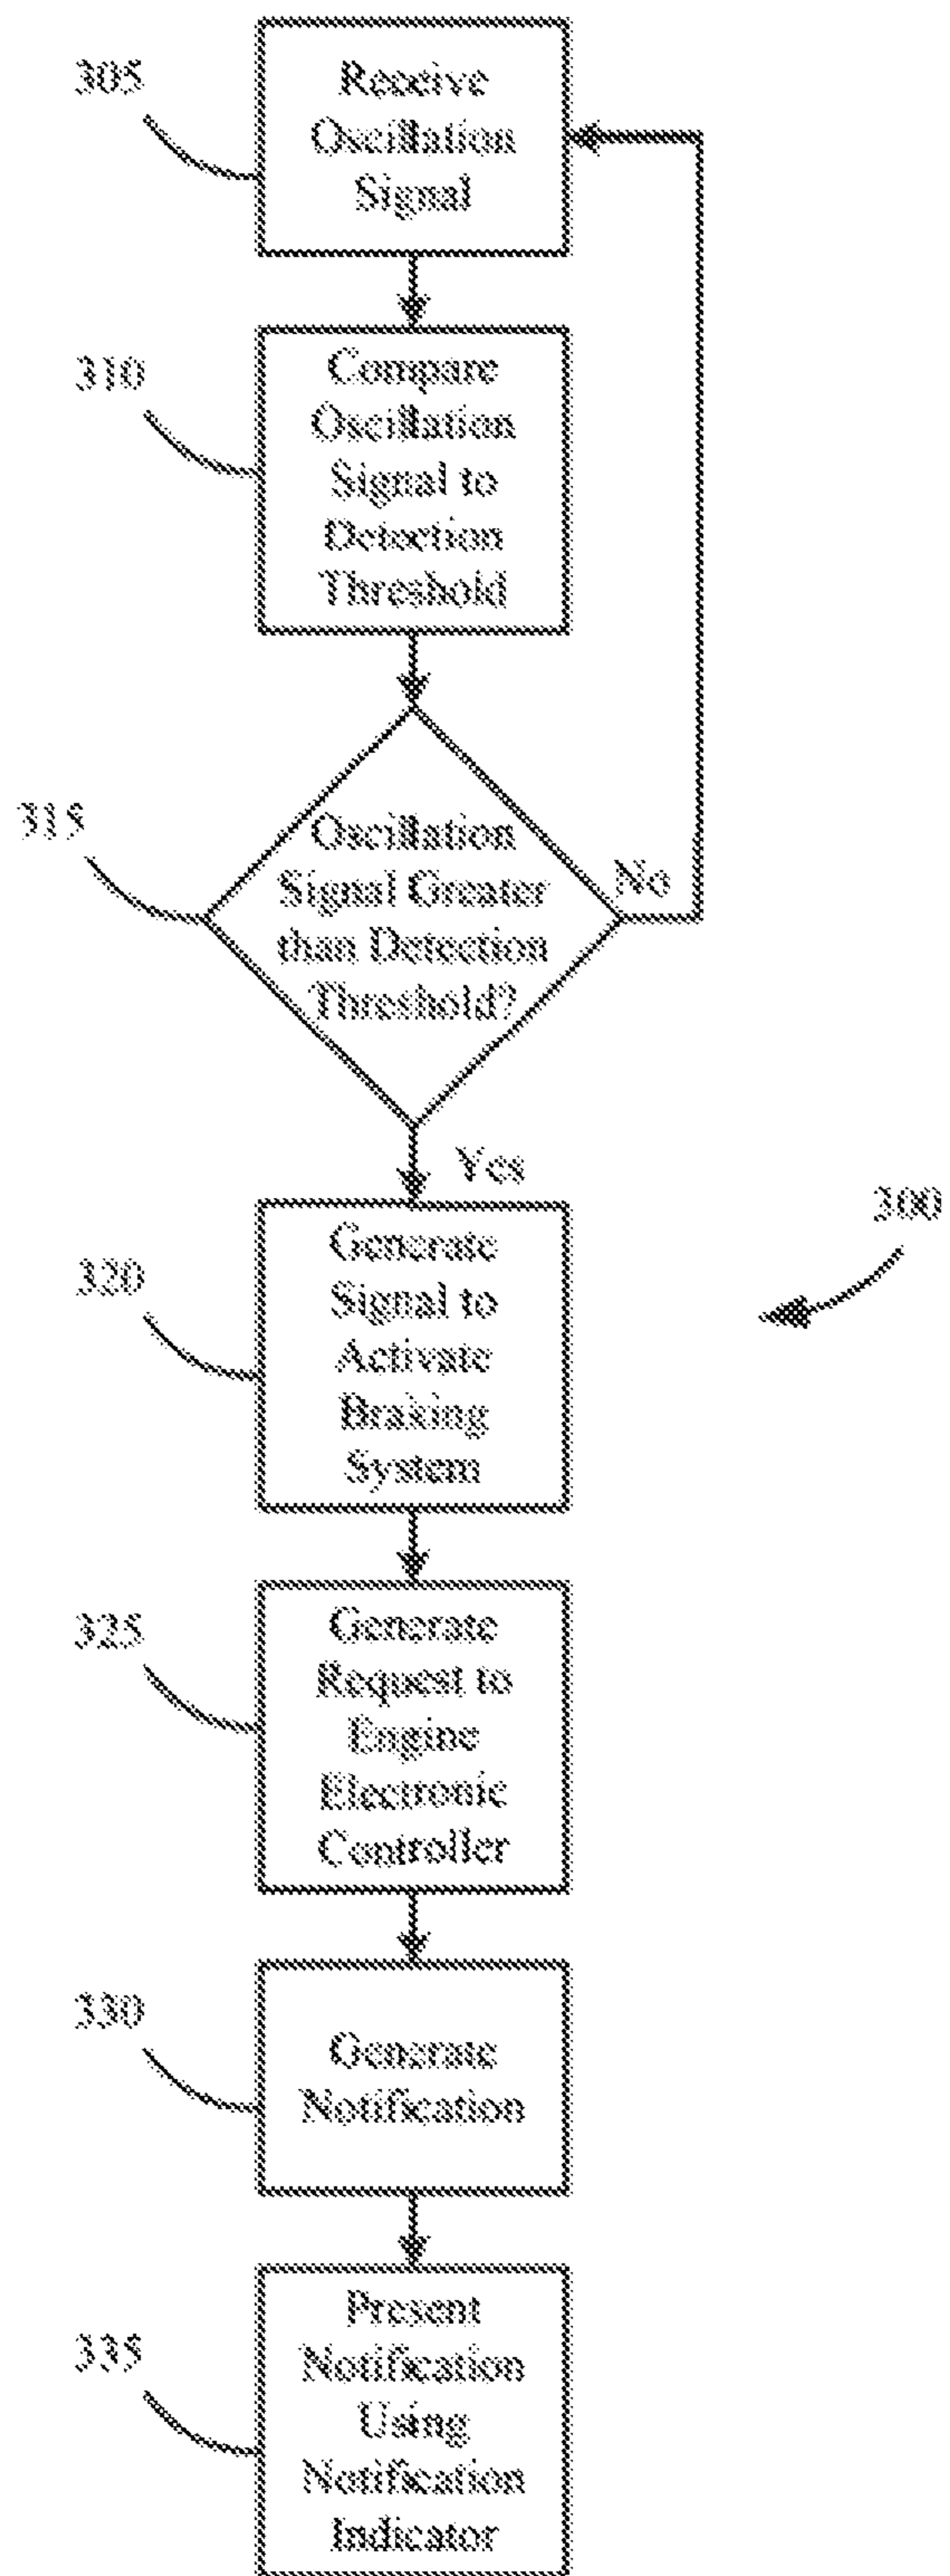 305
Receive
Oscillation
Signal
310
Compare
Oscillation
Signal to
Detection
Threshold
315
Oscillation
Signal Greater
than Detection
Threshold?
No
Yes
300
320
Generate
Signal to
Activate
Braking
System
325
Generate
Request to
Engine
Electronic
Controller
330
Generate
Notification
335
Present
Notification
Using
Notification
Indicator